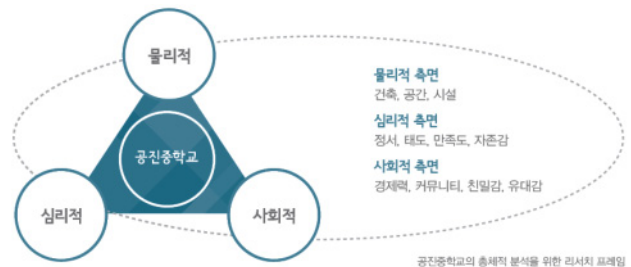 물리적
공진중학교
심리적
사회적
물리적 측면
건축, 공간, 시설
심리적 측면
정서, 태도, 만족도, 자존감
사회적 측면
경제력, 커뮤니티, 친밀감, 유대감
공진중학교의 총체적 분석을 위한 리서치 프레임